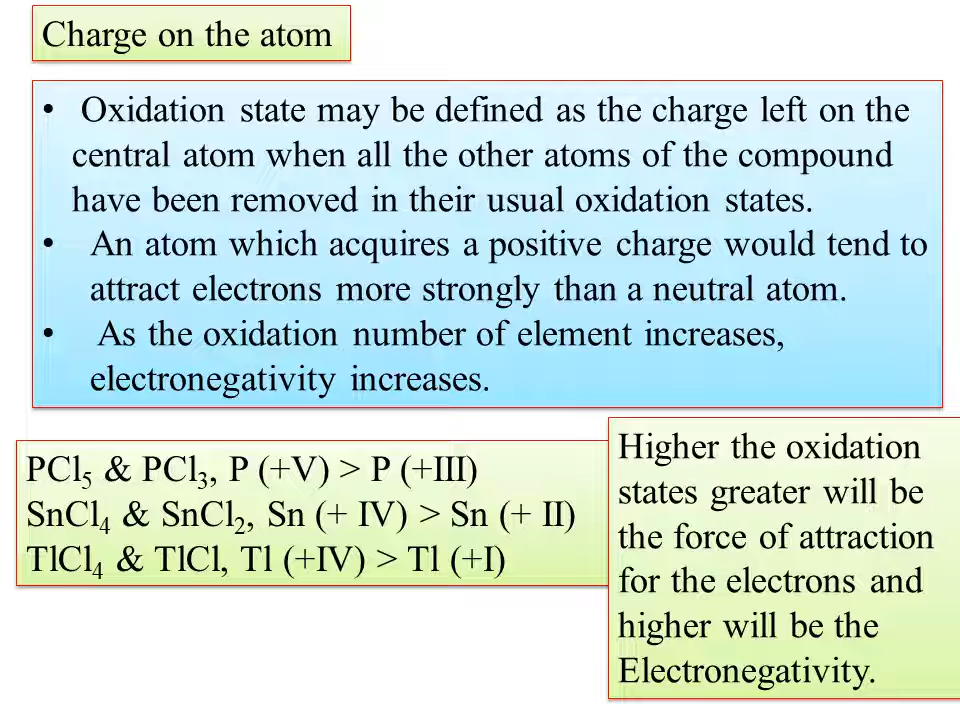 Charge on the atom
• Oxidation state may be defined as the charge left on the
central atom when all the other atoms of the compound
have been removed in their usual oxidation states.
• An atom which acquires a positive charge would tend to
attract electrons more strongly than a neutral atom.
• As the oxidation number of element increases,
electronegativity increases.
PCl₅ & PCl₃, P (+V) > P (+III)
SnCl₄ & SnCl₂, Sn (+ IV) > Sn (+ II)
TlCl₄ & TlCl, Tl (+IV) > Tl (+I)
Higher the oxidation
states greater will be
the force of attraction
for the electrons and
higher will be the
Electronegativity.